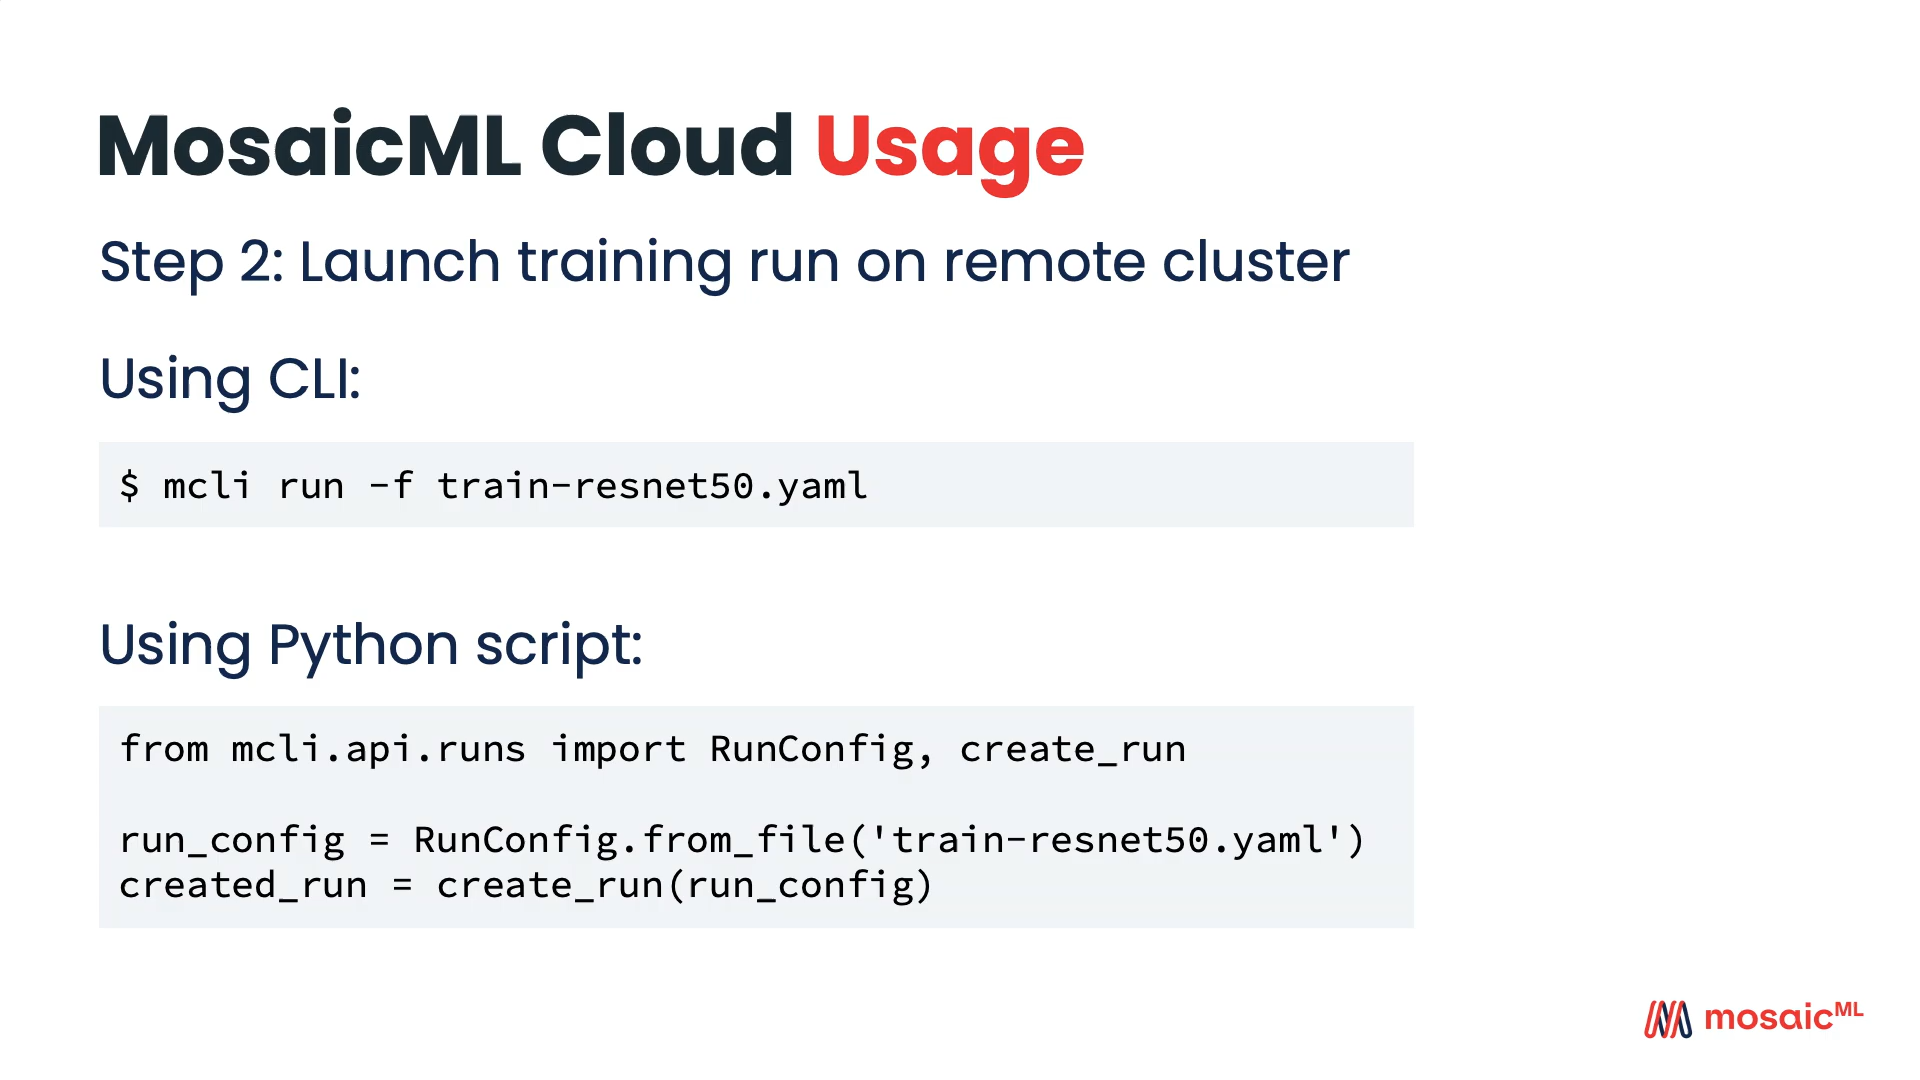 MosaicML Cloud Usage
Step 2: Launch training run on remote cluster
Using CLI:
$ mcli run -f train-resnet50.yaml
Using Python script:
from mcli.api.runs import RunConfig, create_run
run_config = RunConfig.from_file('train-resnet50.yaml')
created_run = create_run(run_config)
mosaicML